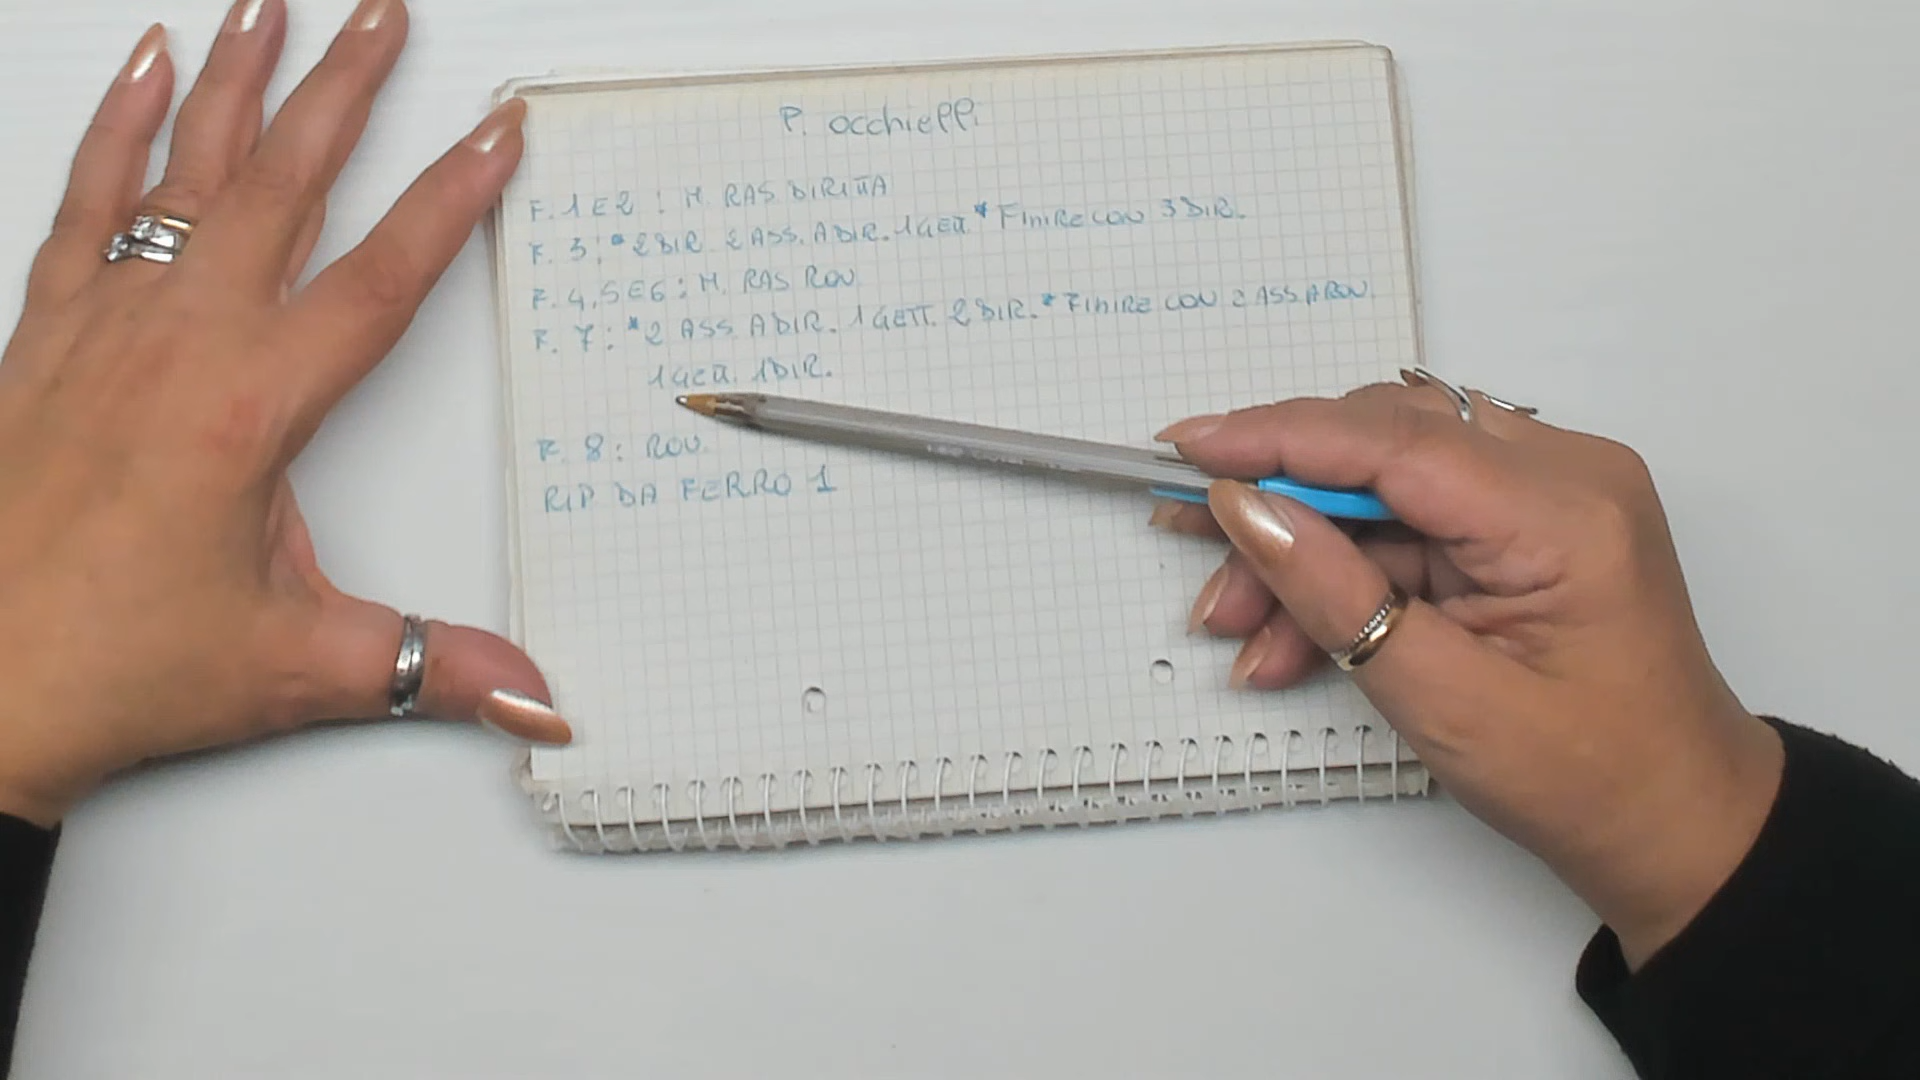 P. occhielli
F. 1 E 2 : M. RAS DIRITTA
F. 3: * 2 DIR. 2 ASS. A DIR. 1 GETT. * FINIRE CON 3 DIR.
F. 4, 5 E 6 : M. RAS ROV
F. 7 : * 2 ASS. A DIR. 1 GETT. 2 DIR. * FINIRE CON 2 ASS. A ROV.
1 GETT. 1 DIR.
F. 8 : ROV.
RIP DA FERRO 1